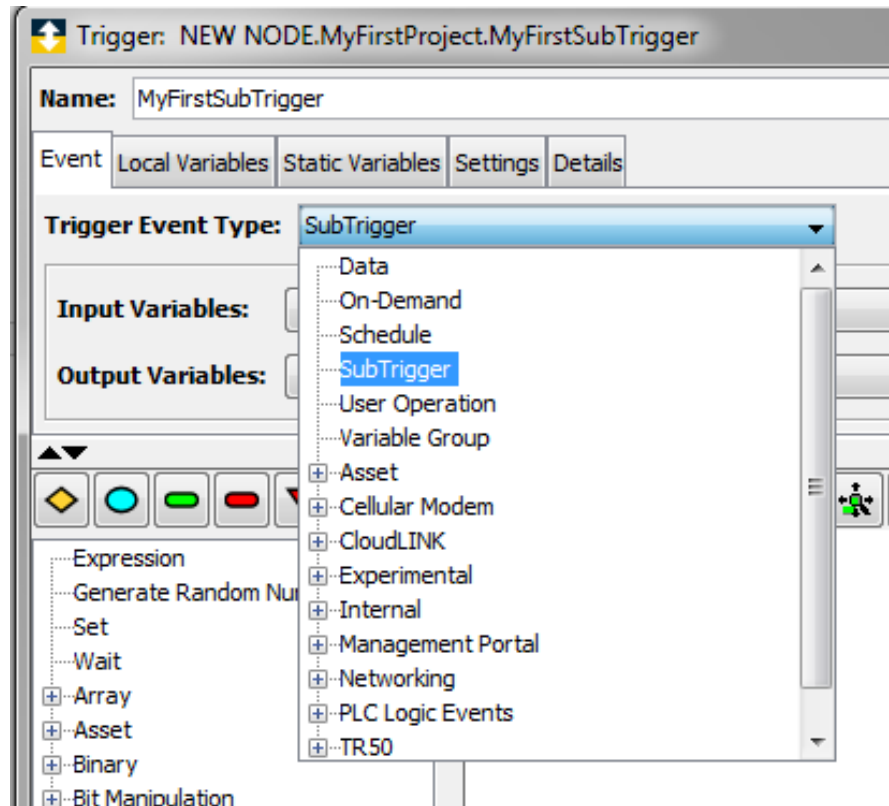 Trigger: NEW NODE.MyFirstProject.MyFirstSubTrigger
Name: MyFirstSubTrigger
Event Local Variables Static Variables Settings Details
Trigger Event Type: SubTrigger
Input Variables:
Output Variables:
Data
On-Demand
Schedule
SubTrigger
User Operation
Variable Group
Asset
Cellular Modem
CloudLINK
Experimental
Internal
Management Portal
Networking
PLC Logic Events
TR50
Expression
Generate Random
Set
Wait
Array
Asset
Binary
Bit Manipulation